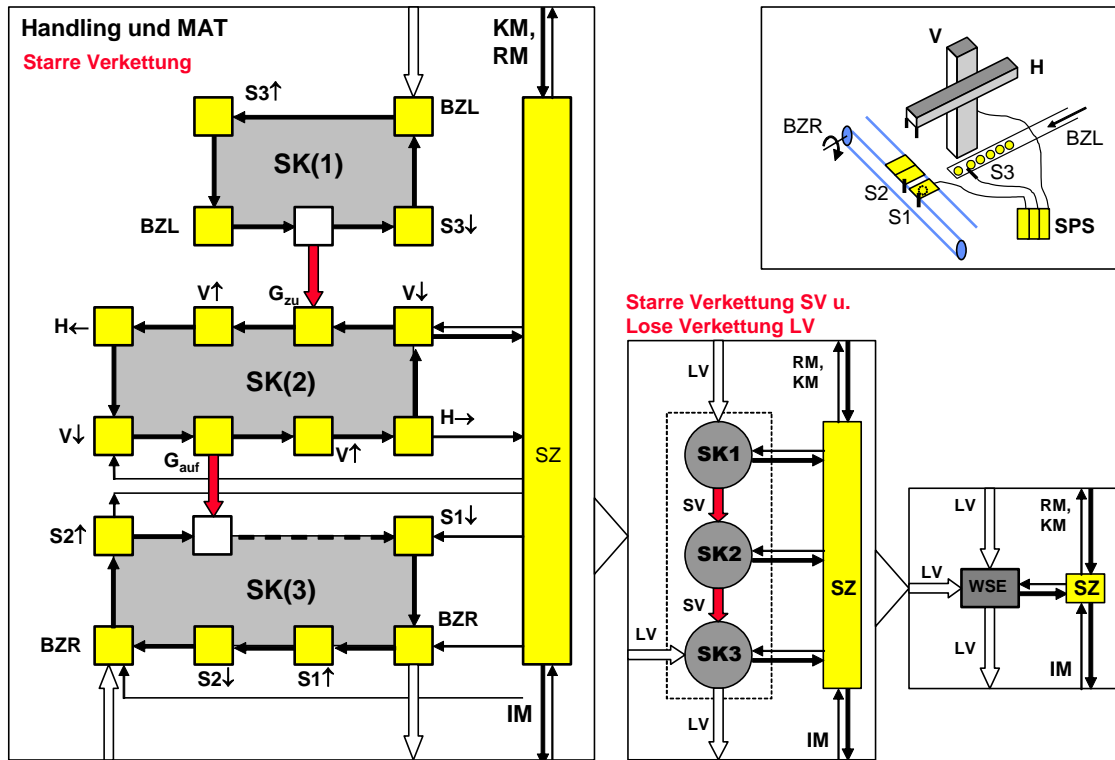 Handling und MAT
Starre Verkettung
KM,
RM
S3↑
BZL
SK(1)
BZL
S3↓
V↑
G zu
V↓
H←
SK(2)
V↓
H→
G auf
V↑
SZ
S2↑
S1↓
SK(3)
BZR
BZR
S2↓
S1↑
IM
V
H
BZR
BZL
S3
S2
S1
SPS
Starre Verkettung SV u.
Lose Verkettung LV
LV
RM,
KM
SK1
SV
SK2
SZ
SV
LV
SK3
LV
IM
LV
RM,
KM
LV
WSE
SZ
LV
IM